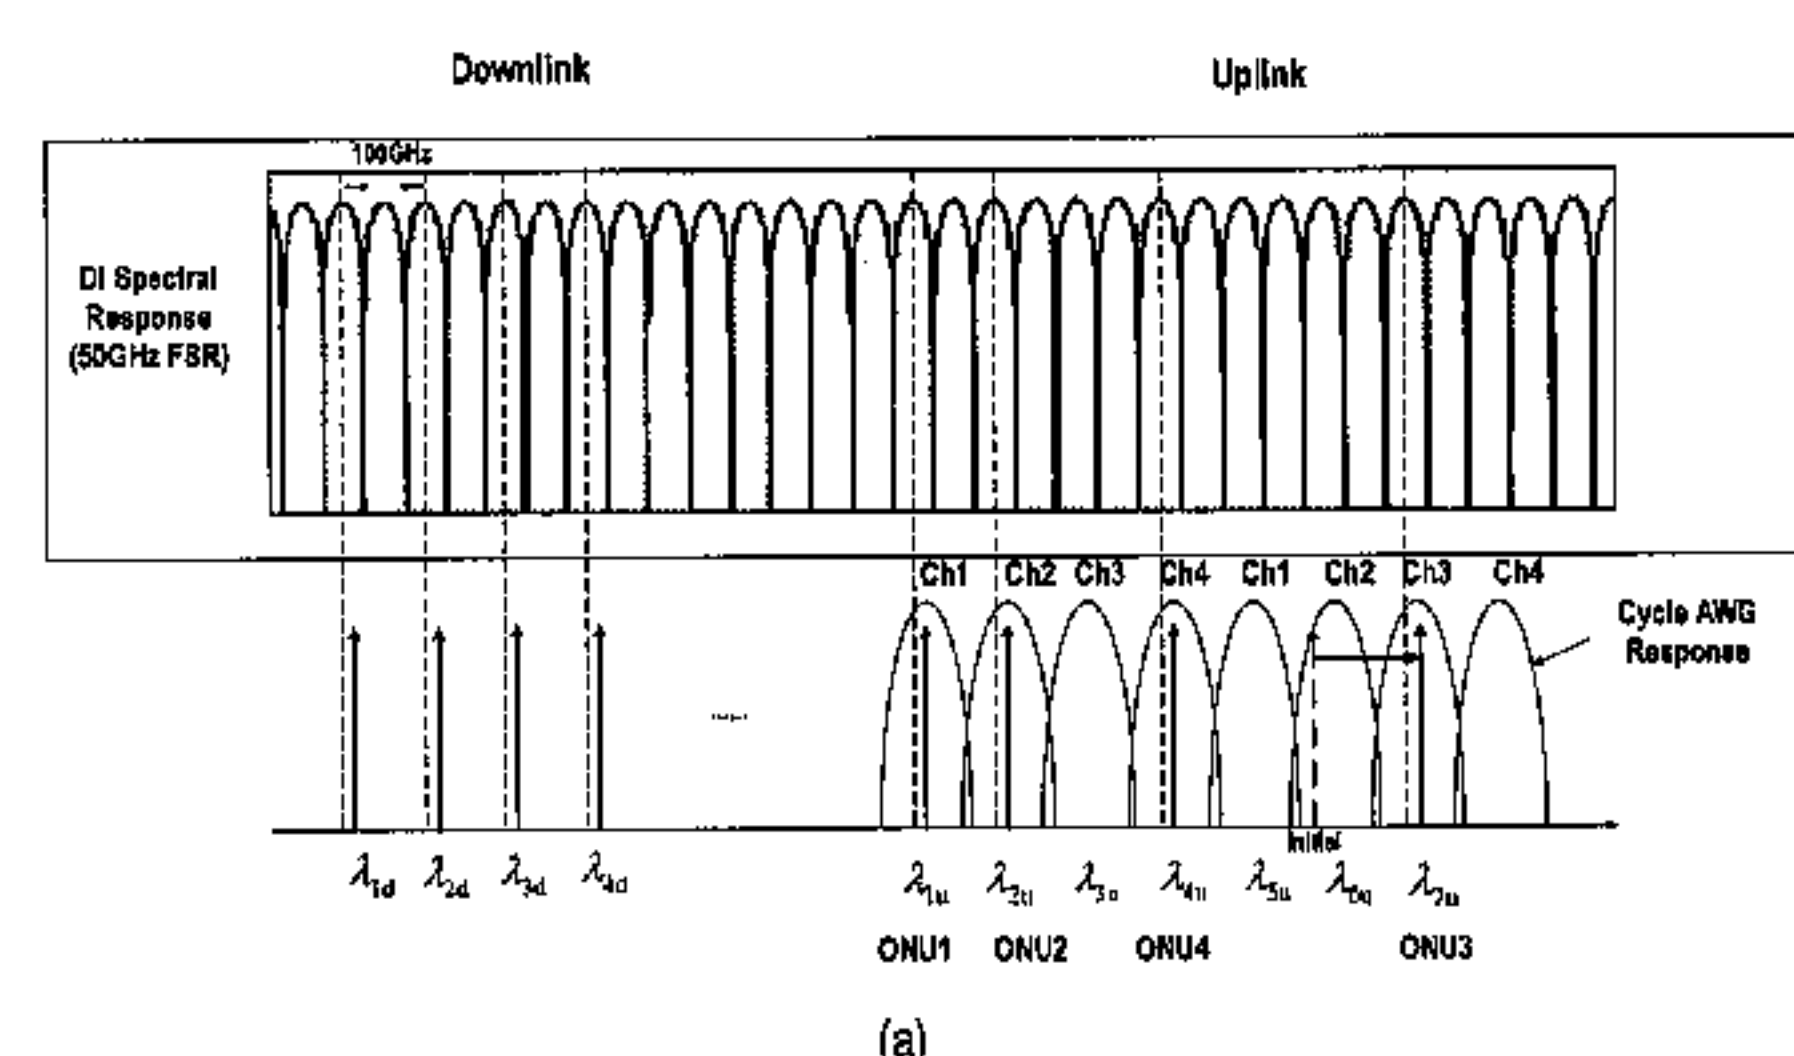 Downlink
Uplink
100GHz
DI Spectral
Response
(50GHz FSR)
Ch1 Ch2 Ch3 Ch4 Ch1 Ch2 Ch3 Ch4
Cycle AWG
Response
Initial
λ1d λ2d λ3d λ4d λ1u λ2u λ3u λ4u λ5u λ6u λ7u
ONU1 ONU2 ONU4 ONU3
(a)